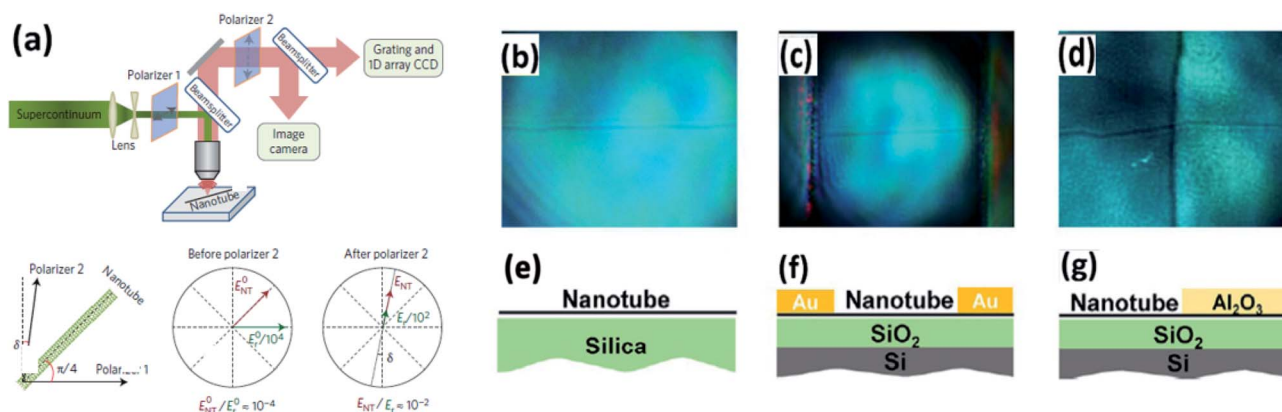 (a)
Polarizer 2
Beamsplitter
Grating and
1D array CCD
Polarizer 1
Beamsplitter
Supercontinuum
Lens
Image
camera
Nanotube
(b)
(c)
(d)
Polarizer 2
Nanotube
δ
π/4
Before polarizer 2
E⁰NT
E⁰r/10⁴
E⁰NT / E⁰r ≈ 10⁻⁴
After polarizer 2
ENT
Er/10²
δ
ENT / Er ≈ 10⁻²
(e)
Nanotube
Silica
(f)
Au Nanotube Au
SiO₂
Si
(g)
Nanotube Al₂O₃
SiO₂
Si